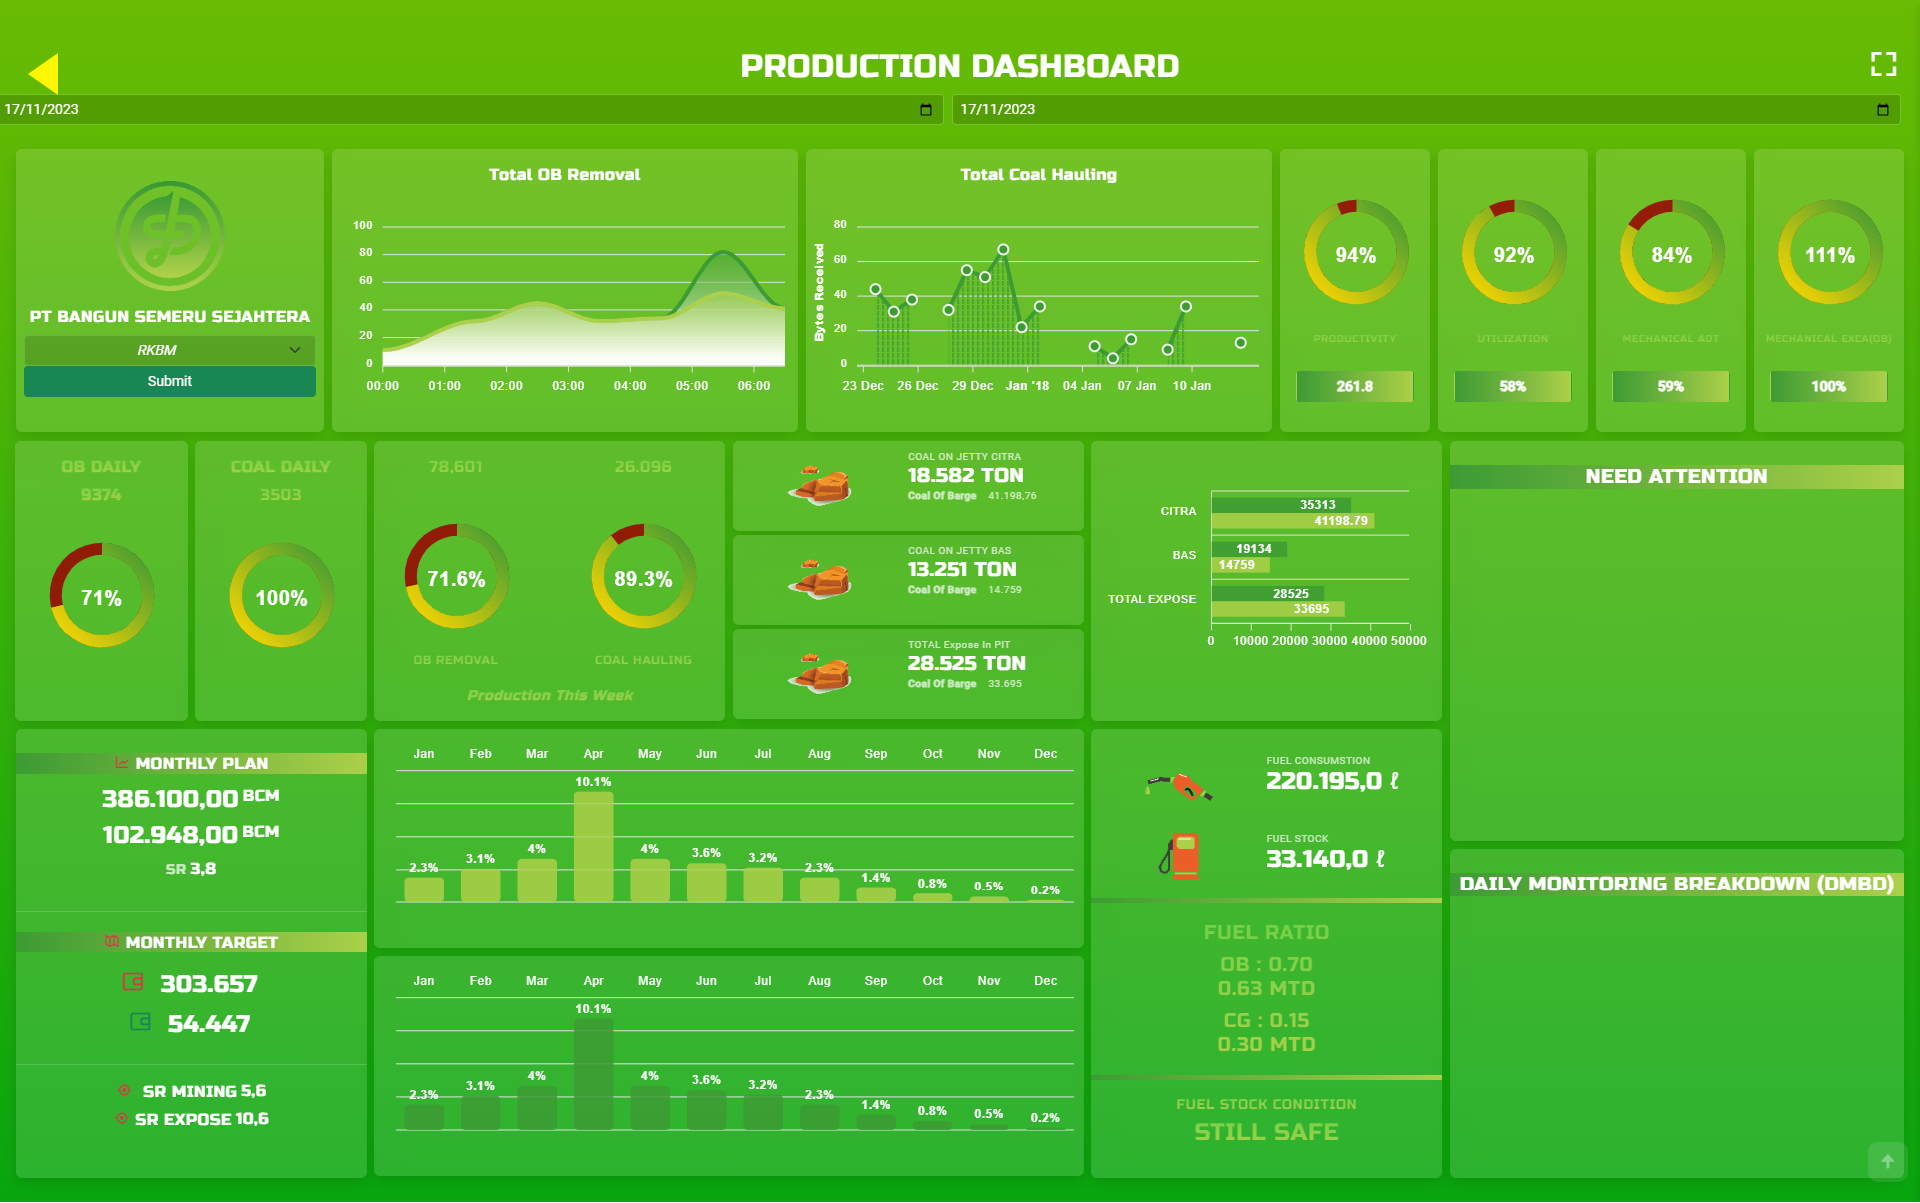 PRODUCTION DASHBOARD
17/11/2023
17/11/2023
PT BANGUN SEMERU SEJAHTERA
RKBM
Submit
Total OB Removal
100
80
60
40
20
0
00:00 01:00 02:00 03:00 04:00 05:00 06:00
Total Coal Hauling
Bytes Received
80
60
40
20
0
23 Dec 26 Dec 29 Dec Jan '18 04 Jan 07 Jan 10 Jan
94%
PRODUCTIVITY
261.8
92%
UTILIZATION
58%
84%
MECHANICAL ADT
59%
111%
MECHANICAL EXCA(OB)
100%
OB DAILY
9374
71%
COAL DAILY
3503
100%
78,601
71.6%
OB REMOVAL
26.096
89.3%
COAL HAULING
Production This Week
COAL ON JETTY CITRA
18.582 TON
Coal Of Barge 41.198,76
COAL ON JETTY BAS
13.251 TON
Coal Of Barge 14.759
TOTAL Expose In PIT
28.525 TON
Coal Of Barge 33.695
CITRA
35313
41198.79
BAS
19134
14759
TOTAL EXPOSE
28525
33695
0 10000 20000 30000 40000 50000
NEED ATTENTION
MONTHLY PLAN
386.100,00 BCM
102.948,00 BCM
SR 3,8
MONTHLY TARGET
303.657
54.447
SR MINING 5,6
SR EXPOSE 10,6
Jan Feb Mar Apr May Jun Jul Aug Sep Oct Nov Dec
2.3% 3.1% 4% 10.1% 4% 3.6% 3.2% 2.3% 1.4% 0.8% 0.5% 0.2%
Jan Feb Mar Apr May Jun Jul Aug Sep Oct Nov Dec
2.3% 3.1% 4% 10.1% 4% 3.6% 3.2% 2.3% 1.4% 0.8% 0.5% 0.2%
FUEL CONSUMSTION
220.195,0 ℓ
FUEL STOCK
33.140,0 ℓ
FUEL RATIO
OB : 0.70
0.63 MTD
CG : 0.15
0.30 MTD
FUEL STOCK CONDITION
STILL SAFE
DAILY MONITORING BREAKDOWN (DMBD)